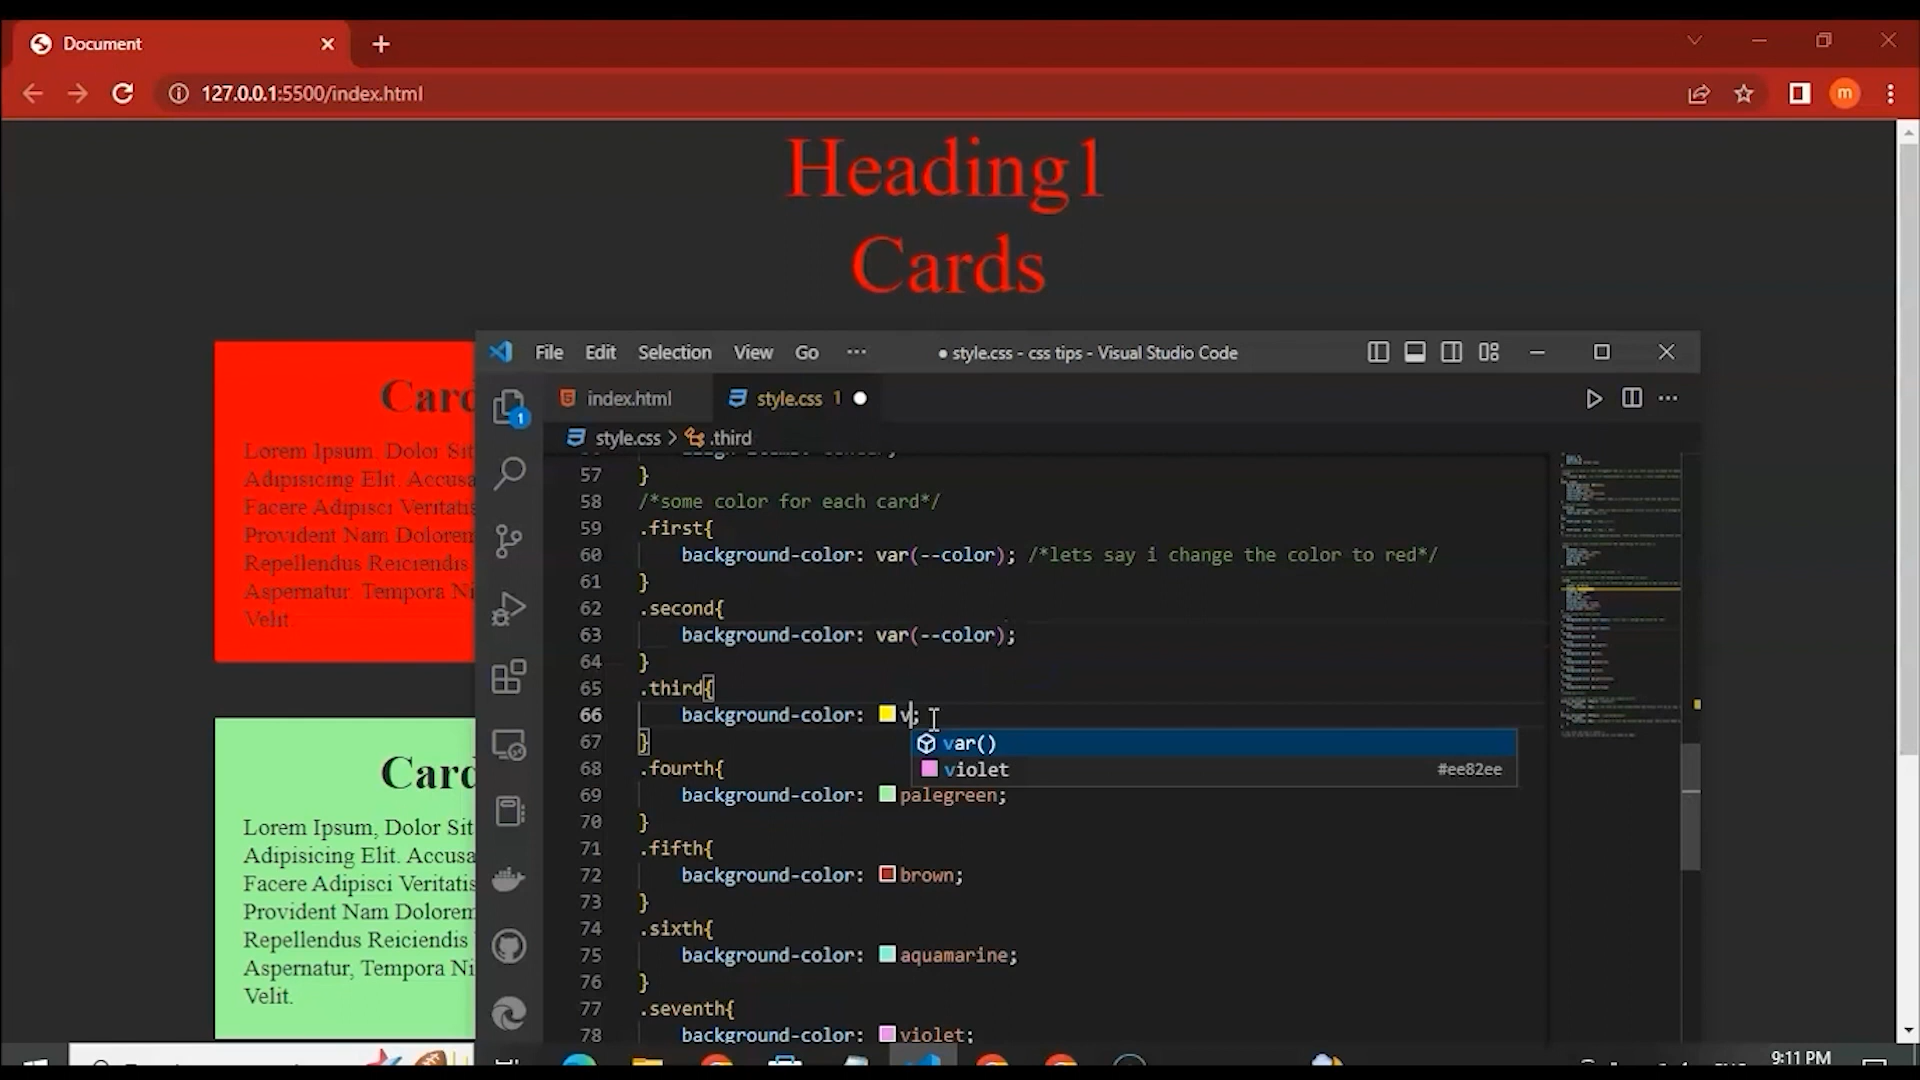 Document
127.0.0.1:5500/index.html
m
Heading1
Cards
Card
Lorem Ipsum, Dolor Sit
Adipisicing Elit. Accusa
Facere Adipisci Veritatis
Provident Nam Dolorem
Repellendus Reiciendis
Aspernatur, Tempora Ni
Velit.
Card
Lorem Ipsum, Dolor Sit
Adipisicing Elit. Accusa
Facere Adipisci Veritatis
Provident Nam Dolorem
Repellendus Reiciendis
Aspernatur, Tempora Ni
Velit.
File Edit Selection View Go ··· ● style.css - css tips - Visual Studio Code
1
index.html style.css 1
style.css > .third
57 }
58 /*some color for each card*/
59 .first{
60 background-color: var(--color); /*lets say i change the color to red*/
61 }
62 .second{
63 background-color: var(--color);
64 }
65 .third{
66 background-color: v;
var()
violet #ee82ee
67 }
68 .fourth{
69 background-color: palegreen;
70 }
71 .fifth{
72 background-color: brown;
73 }
74 .sixth{
75 background-color: aquamarine;
76 }
77 .seventh{
78 background-color: violet;
9:11 PM